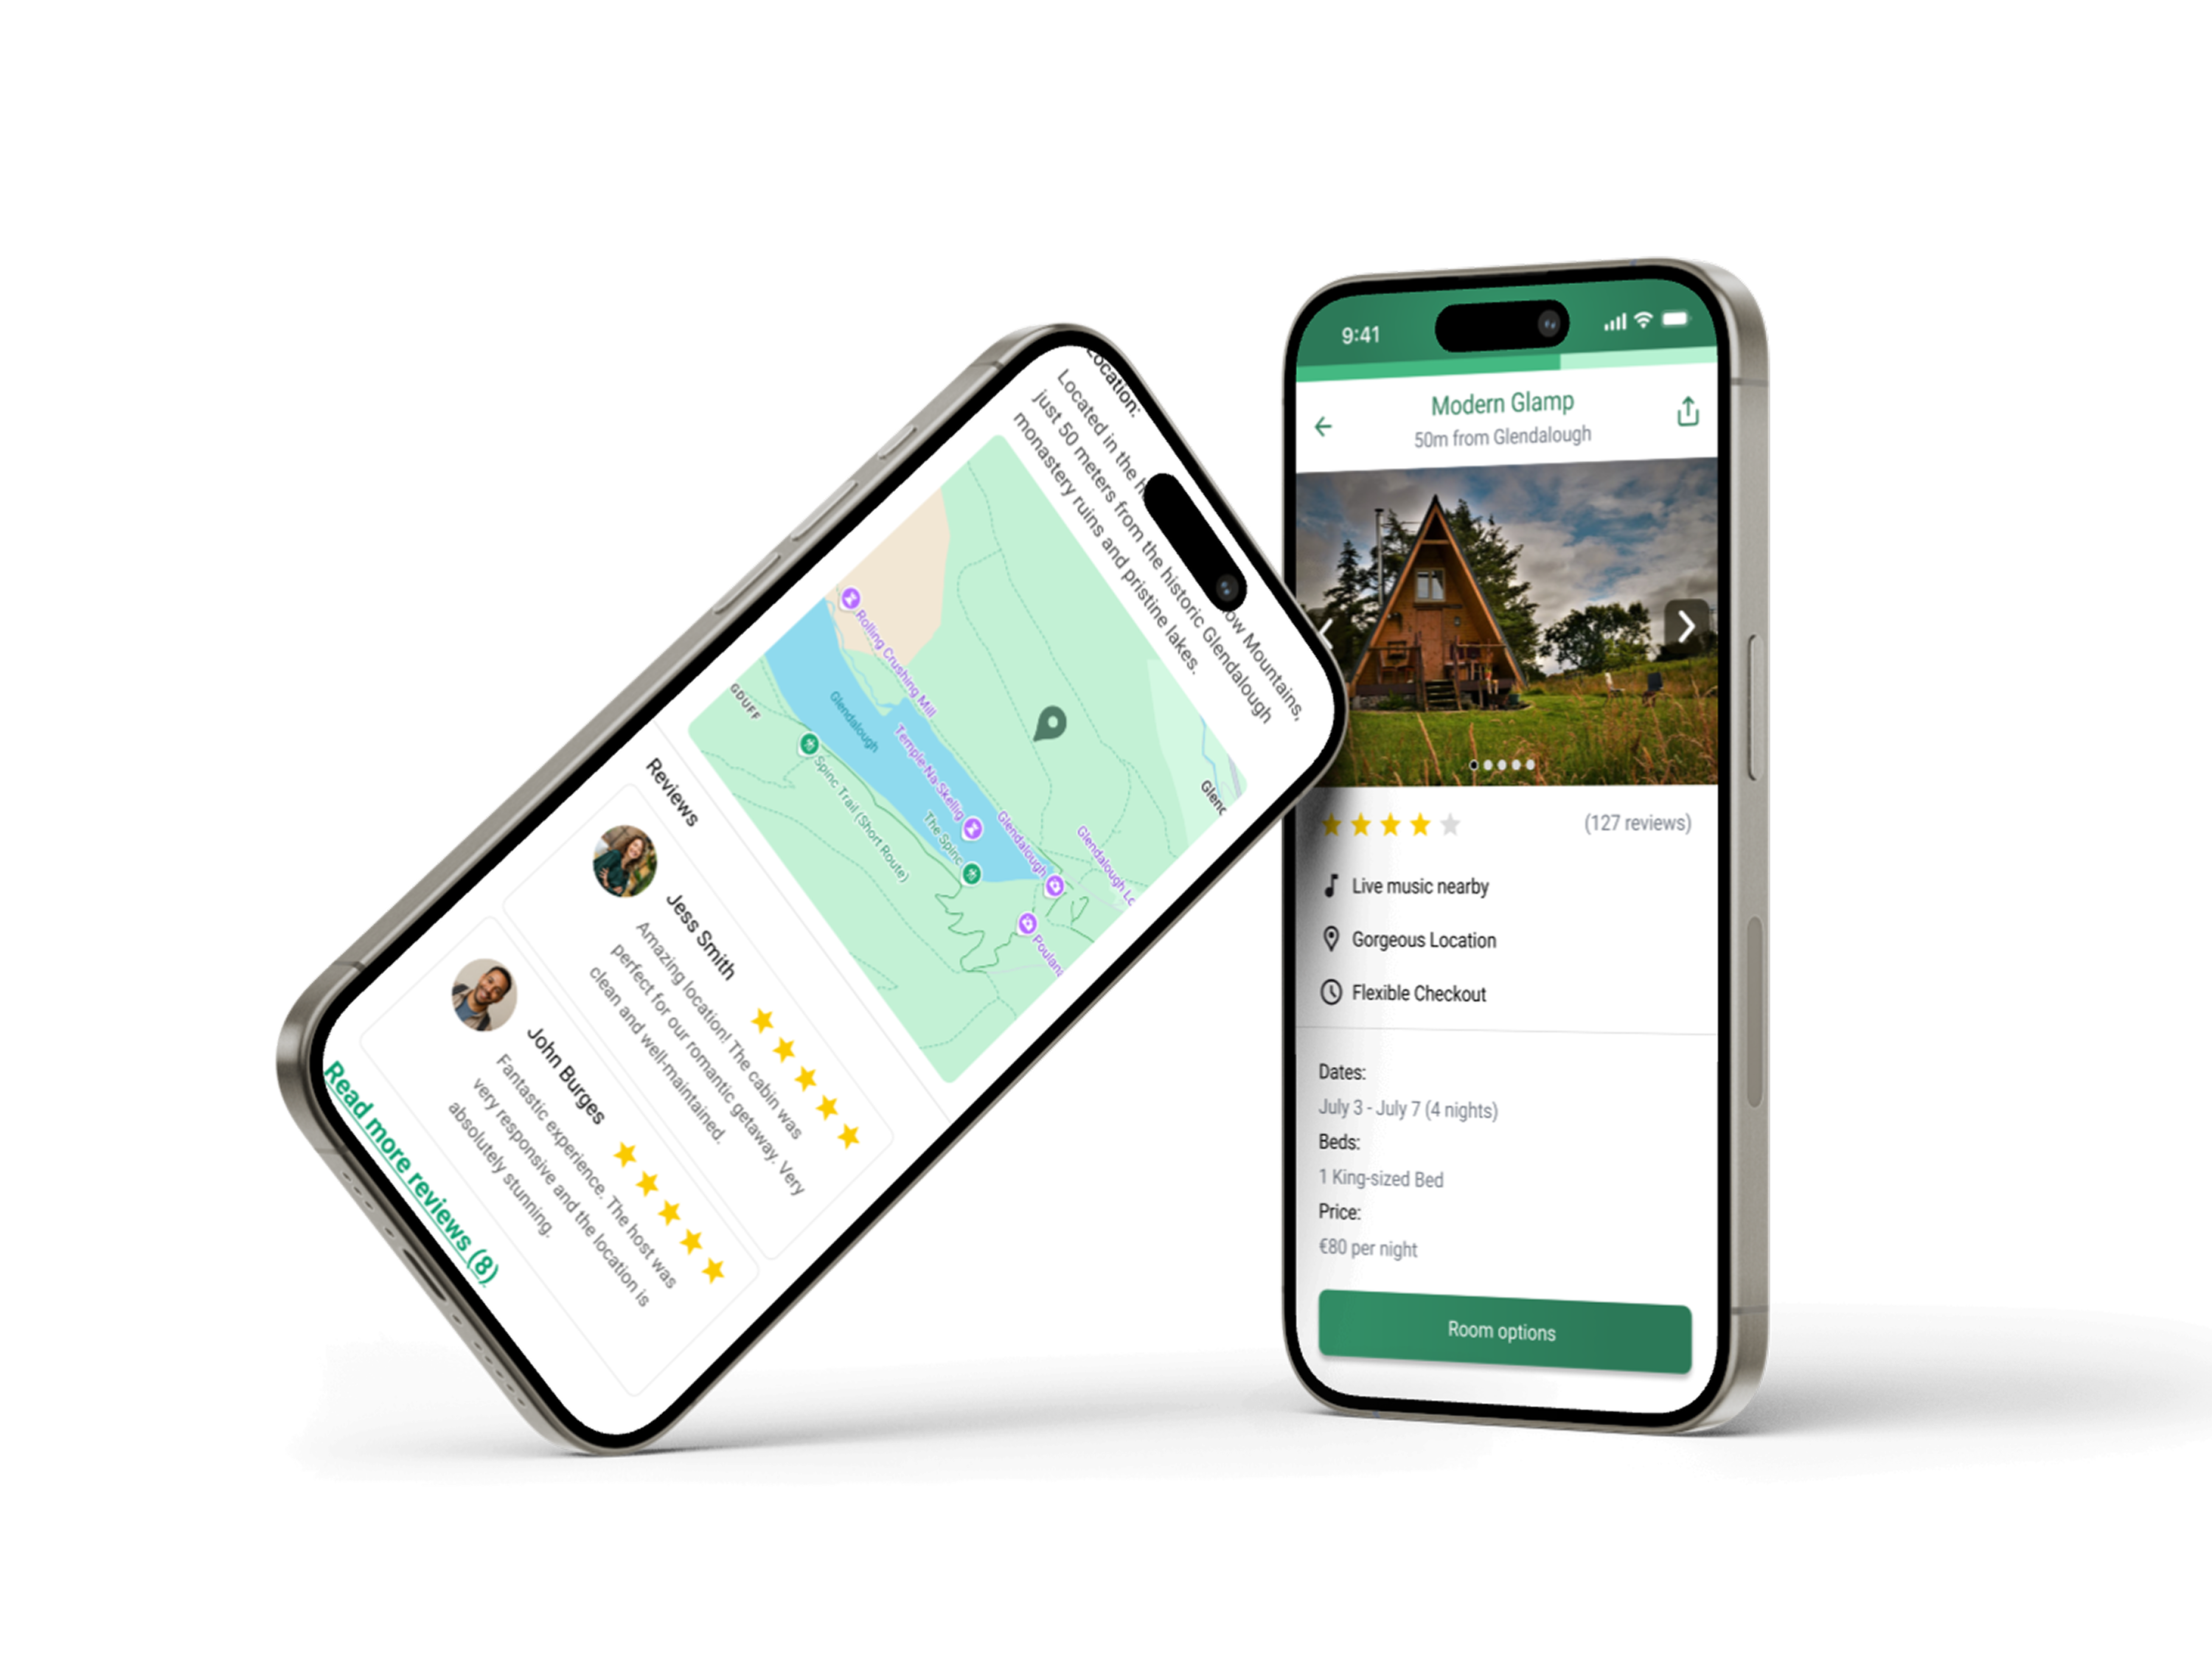 Location:
Located in the
ow Mountains,
just 50 meters from the historic Glendalough
monastery ruins and pristine lakes.
Rolling Crushing Mill
Glendalough
Temple-Na-Skellig
GDUFF
Spinc Trail (Short Route)
The Spinc
Glendalough
Glendalough Lo
Poulana
Glend
Reviews
Jess Smith
Amazing location! The cabin was
perfect for our romantic getaway. Very
clean and well-maintained.
John Burges
Fantastic experience. The host was
very responsive and the location is
absolutely stunning.
Read more reviews (8)
9:41
Modern Glamp
50m from Glendalough
(127 reviews)
Live music nearby
Gorgeous Location
Flexible Checkout
Dates:
July 3 - July 7 (4 nights)
Beds:
1 King-sized Bed
Price:
€80 per night
Room options